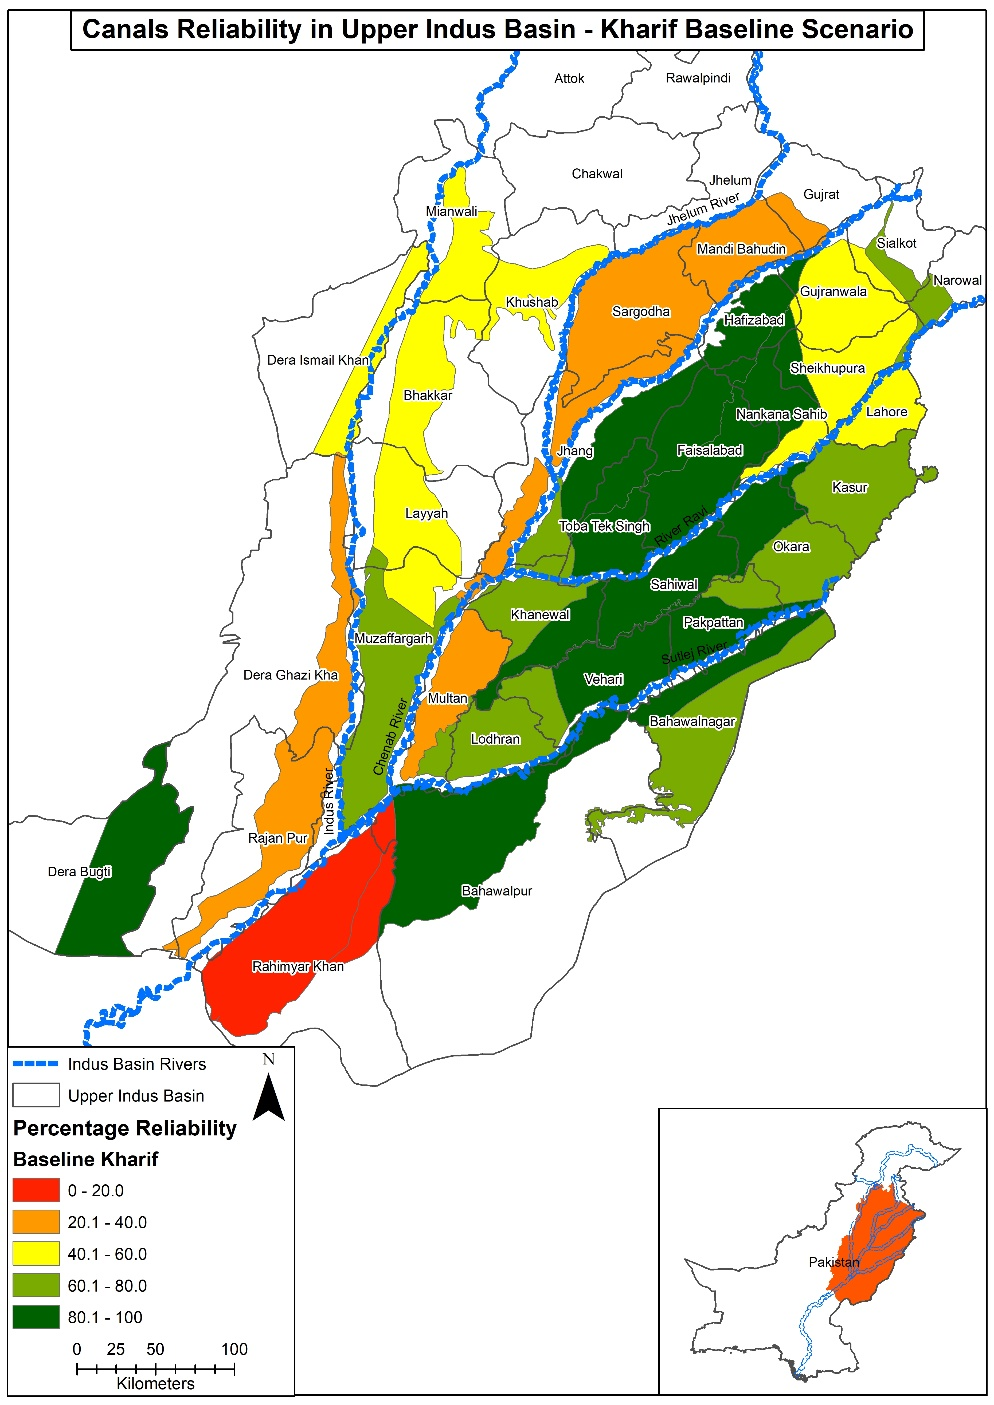 Canals Reliability in Upper Indus Basin - Kharif Baseline Scenario
Attok
Rawalpindi
Chakwal
Jhelum
Gujrat
Jhelum River
Mianwali
Mandi Bahudin
Sialkot
Narowal
Khushab
Sargodha
Gujranwala
Hafizabad
Dera Ismail Khan
Sheikhupura
Bhakkar
Nankana Sahib
Lahore
Jhang
Faisalabad
Kasur
Layyah
Toba Tek Singh
River Ravi
Okara
Sahiwal
Khanewal
Pakpattan
Muzaffargarh
Sutlej River
Dera Ghazi Kha
Vehari
Multan
Bahawalnagar
Chenab River
Lodhran
Indus River
Rajan Pur
Dera Bugti
Bahawalpur
Rahimyar Khan
Indus Basin Rivers
Upper Indus Basin
N
Percentage Reliability
Baseline Kharif
0 - 20.0
20.1 - 40.0
40.1 - 60.0
60.1 - 80.0
80.1 - 100
0 25 50 100
Kilometers
Pakistan